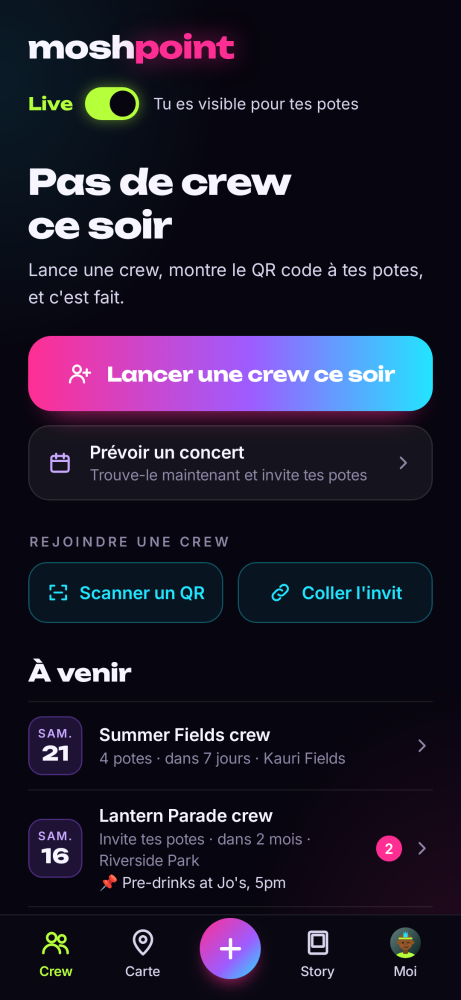 moshpoint
Live Tu es visible pour tes potes
Pas de crew
ce soir
Lance une crew, montre le QR code à tes potes,
et c'est fait.
Lancer une crew ce soir
Prévoir un concert
Trouve-le maintenant et invite tes potes
REJOINDRE UNE CREW
Scanner un QR Coller l'invit
À venir
SAM.
21
Summer Fields crew
4 potes · dans 7 jours · Kauri Fields
SAM.
16
Lantern Parade crew
Invite tes potes · dans 2 mois ·
Riverside Park
📌 Pre-drinks at Jo's, 5pm
2
Crew Carte Story Moi